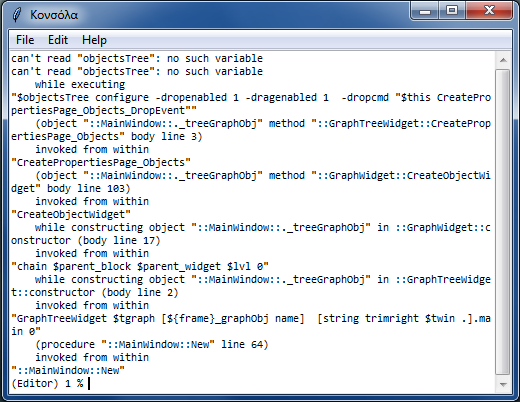 Κονσόλα
File Edit Help
can't read "objectsTree": no such variable
can't read "objectsTree": no such variable
    while executing
"$objectsTree configure -dropenabled 1 -dragenabled 1  -dropcmd "$this CreatePro
pertiesPage_Objects_DropEvent""
    (object "::MainWindow::._treeGraphObj" method "::GraphTreeWidget::CreateProp
ertiesPage_Objects" body line 3)
    invoked from within
"CreatePropertiesPage_Objects"
    (object "::MainWindow::._treeGraphObj" method "::GraphWidget::CreateObjectWi
dget" body line 103)
    invoked from within
"CreateObjectWidget"
    while constructing object "::MainWindow::._treeGraphObj" in ::GraphWidget::c
onstructor (body line 17)
    invoked from within
"chain $parent_block $parent_widget $lvl 0"
    while constructing object "::MainWindow::._treeGraphObj" in ::GraphTreeWidge
t::constructor (body line 2)
    invoked from within
"GraphTreeWidget $tgraph [${frame}_graphObj name]  [string trimright $twin .].ma
in 0"
    (procedure "::MainWindow::New" line 64)
    invoked from within
"::MainWindow::New"
(Editor) 1 %